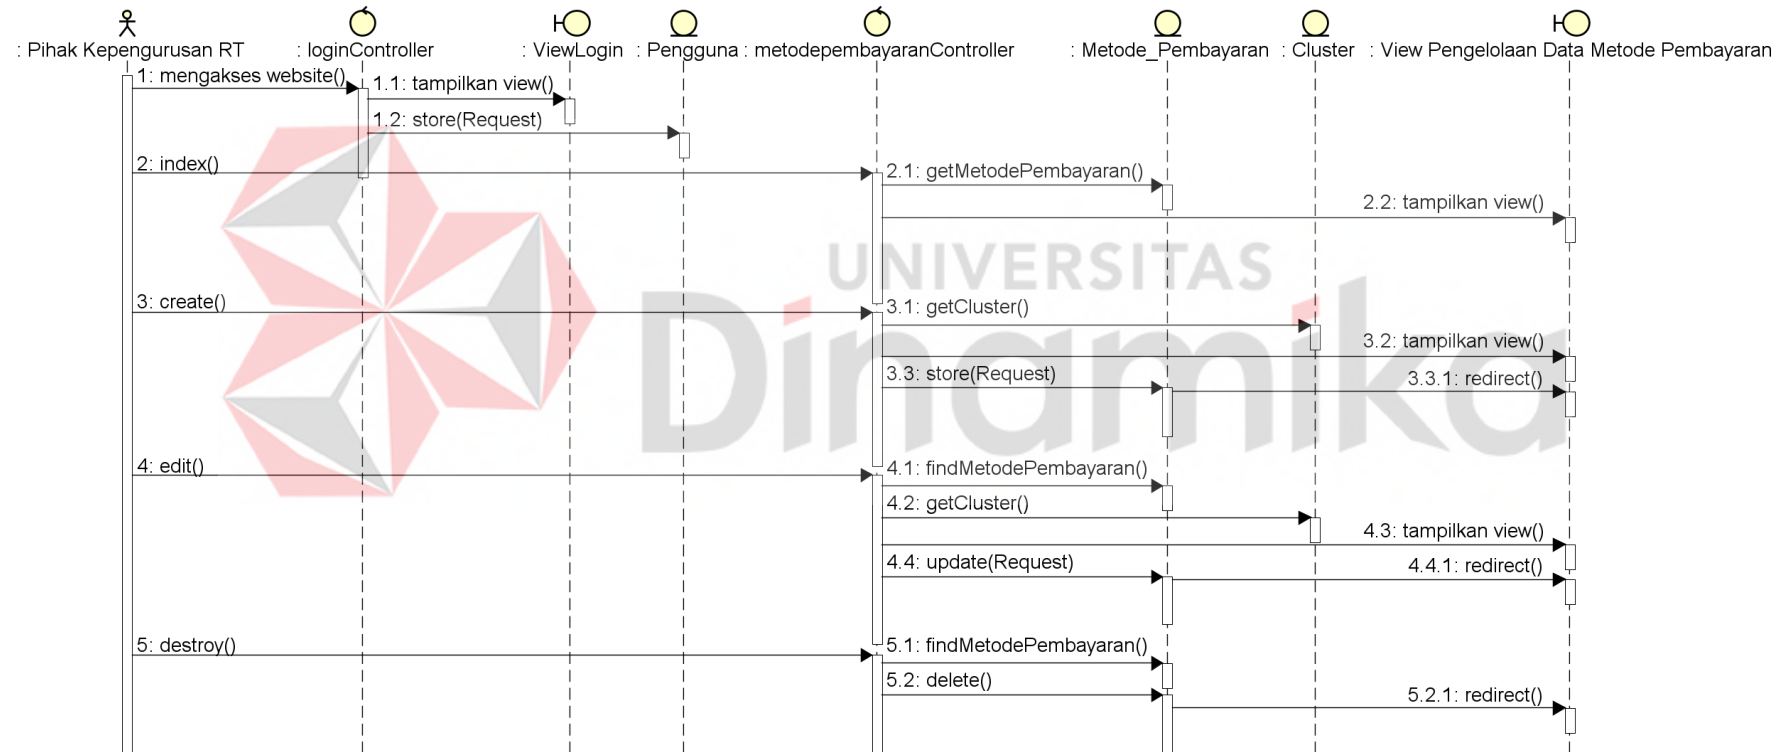 : Pihak Kepengurusan RT : loginController : ViewLogin : Pengguna : metodepembayaranController : Metode_Pembayaran : Cluster : View Pengelolaan Data Metode Pembayaran
1: mengakses website()
1.1: tampilkan view()
1.2: store(Request)
2: index()
2.1: getMetodePembayaran()
2.2: tampilkan view()
UNIVERSITAS
Dinamika
3: create()
3.1: getCluster()
3.2: tampilkan view()
3.3: store(Request)
3.3.1: redirect()
4: edit()
4.1: findMetodePembayaran()
4.2: getCluster()
4.3: tampilkan view()
4.4: update(Request)
4.4.1: redirect()
5: destroy()
5.1: findMetodePembayaran()
5.2: delete()
5.2.1: redirect()